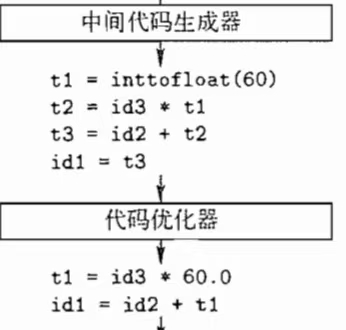 中间代码生成器
t1 = inttofloat(60)
t2 = id3 * t1
t3 = id2 + t2
id1 = t3
代码优化器
t1 = id3 * 60.0
id1 = id2 + t1